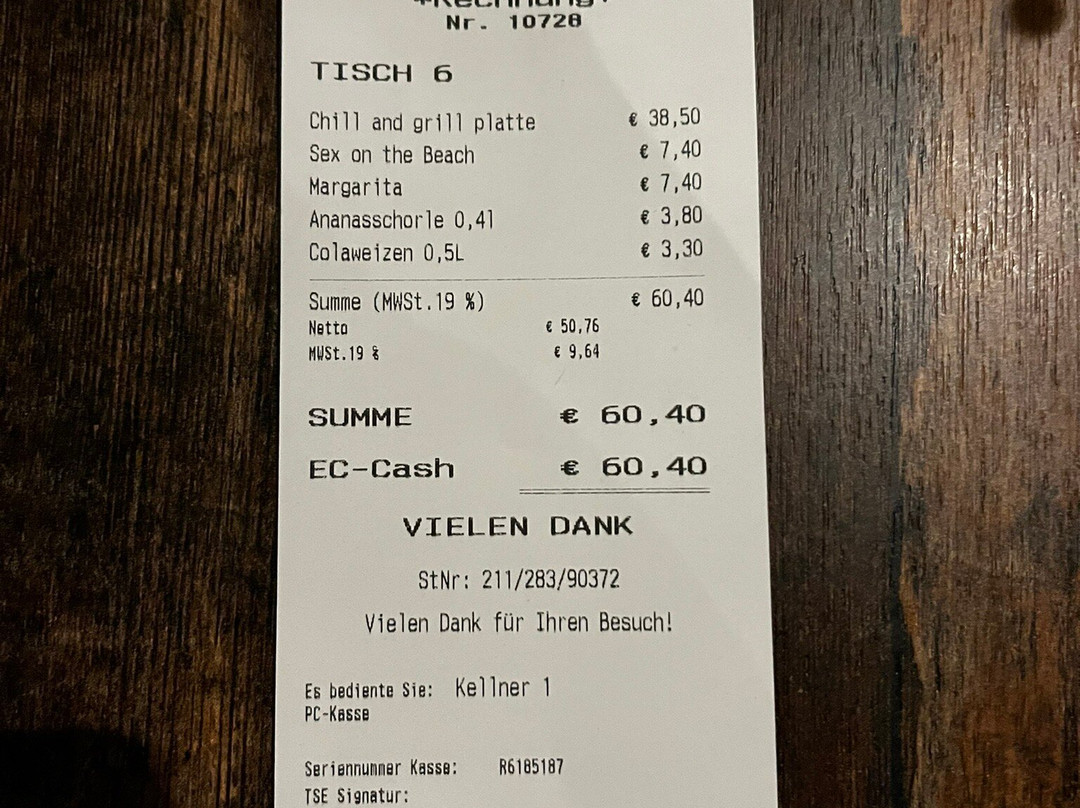 *Rechnung*
Nr. 10728
TISCH 6
Chill and grill platte € 38,50
Sex on the Beach € 7,40
Margarita € 7,40
Ananasschorle 0,4l € 3,80
Colaweizen 0,5L € 3,30
Summe (MWSt.19 %) € 60,40
Netto € 50,76
MWSt.19 % € 9,64
SUMME € 60,40
EC-Cash € 60,40
VIELEN DANK
StNr: 211/283/90372
Vielen Dank für Ihren Besuch!
Es bediente Sie: Kellner 1
PC-Kasse
Seriennummer Kasse: R6185187
TSE Signatur: